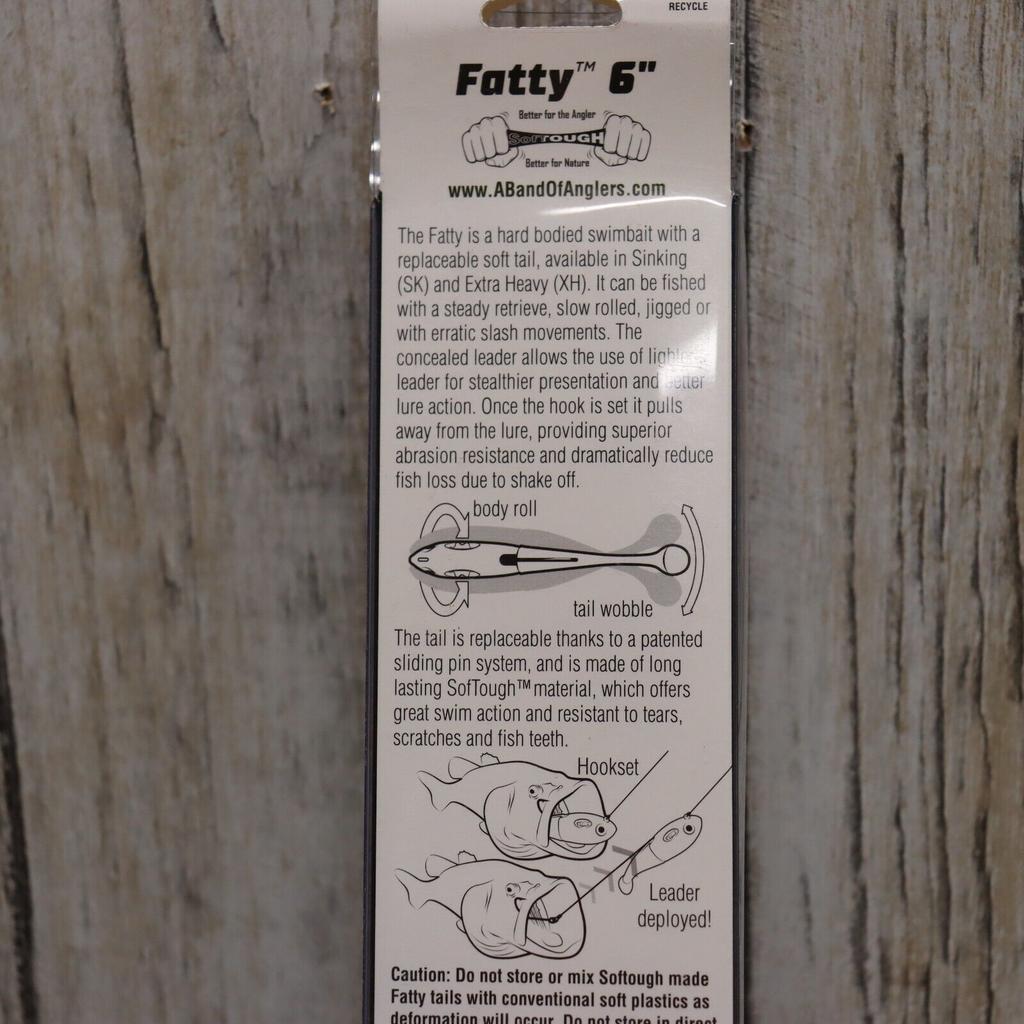 RECYCLE
Fatty™ 6"
Better for the Angler
SofTOUGH
Better for Nature
www.ABandOfAnglers.com
The Fatty is a hard bodied swimbait with a
replaceable soft tail, available in Sinking
(SK) and Extra Heavy (XH). It can be fished
with a steady retrieve, slow rolled, jigged or
with erratic slash movements. The
concealed leader allows the use of lighter
leader for stealthier presentation and better
lure action. Once the hook is set it pulls
away from the lure, providing superior
abrasion resistance and dramatically reduce
fish loss due to shake off.
body roll
tail wobble
The tail is replaceable thanks to a patented
sliding pin system, and is made of long
lasting SofTough™ material, which offers
great swim action and resistant to tears,
scratches and fish teeth.
Hookset
Leader
deployed!
Caution: Do not store or mix Softough made
Fatty tails with conventional soft plastics as
deformation will occur. Do not store in direct